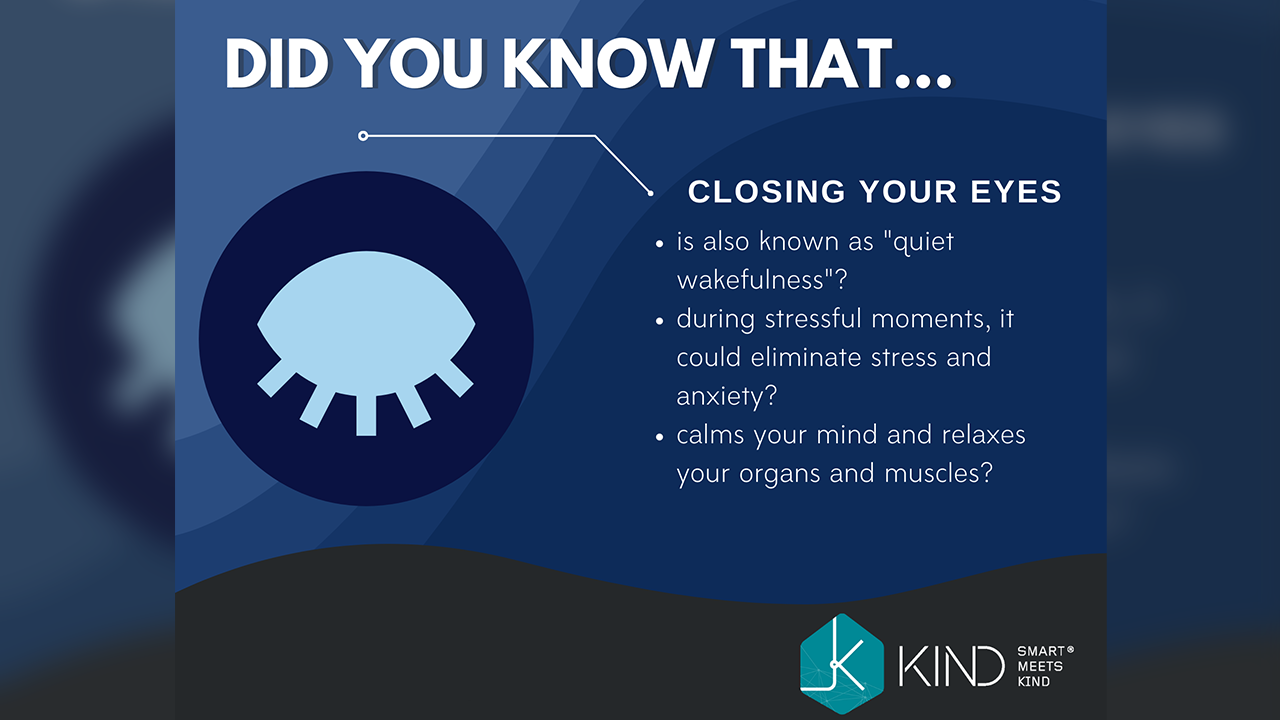 DID YOU KNOW THAT...
CLOSING YOUR EYES
• is also known as "quiet
wakefulness"?
• during stressful moments, it
could eliminate stress and
anxiety?
• calms your mind and relaxes
your organs and muscles?
K KIND SMART®
MEETS
KIND